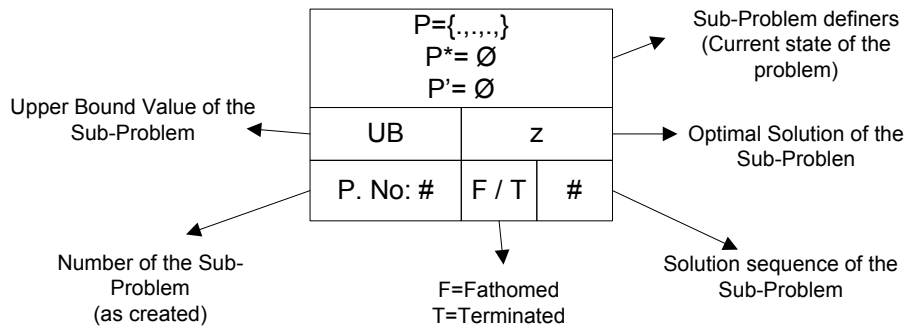 P={.,.,.,}
P*= Ø
P'= Ø
Sub-Problem definers
(Current state of the
problem)
Upper Bound Value of the
Sub-Problem
UB
z
Optimal Solution of the
Sub-Problen
P. No: #
F / T
#
Number of the Sub-
Problem
(as created)
F=Fathomed
T=Terminated
Solution sequence of the
Sub-Problem